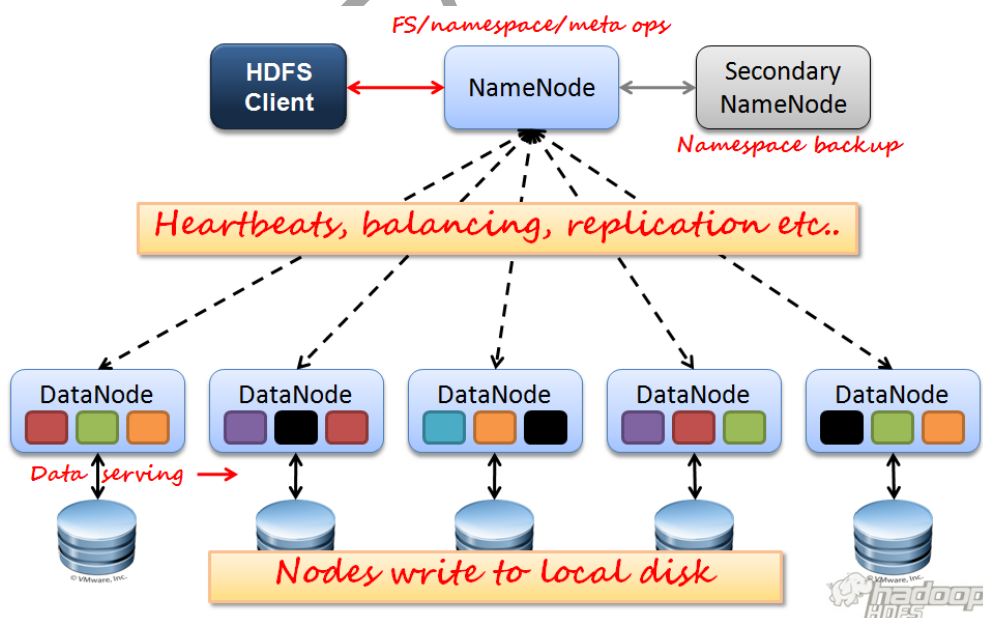 FS/namespace/meta ops
HDFS
Client
NameNode
Secondary
NameNode
Namespace backup
Heartbeats, balancing, replication etc..
DataNode
DataNode
DataNode
DataNode
DataNode
Data serving
© VMware, Inc.
© VMware, Inc.
Nodes write to local disk
hadoop
HDFS